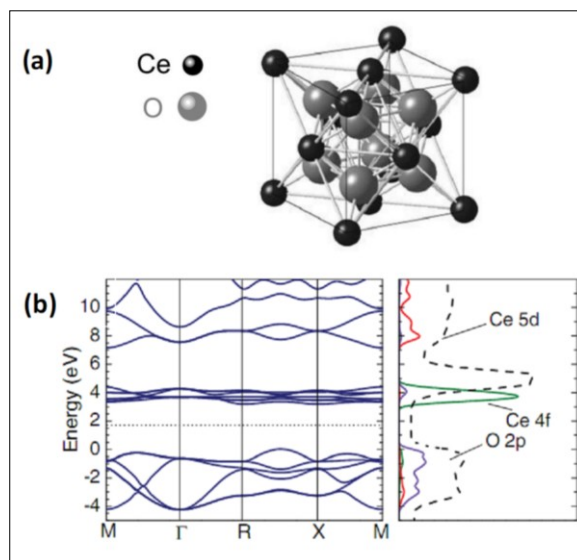 (a)
Ce
O
(b)
Energy (eV)
10
8
6
4
2
0
-2
-4
M Γ R X M
Ce 5d
Ce 4f
O 2p